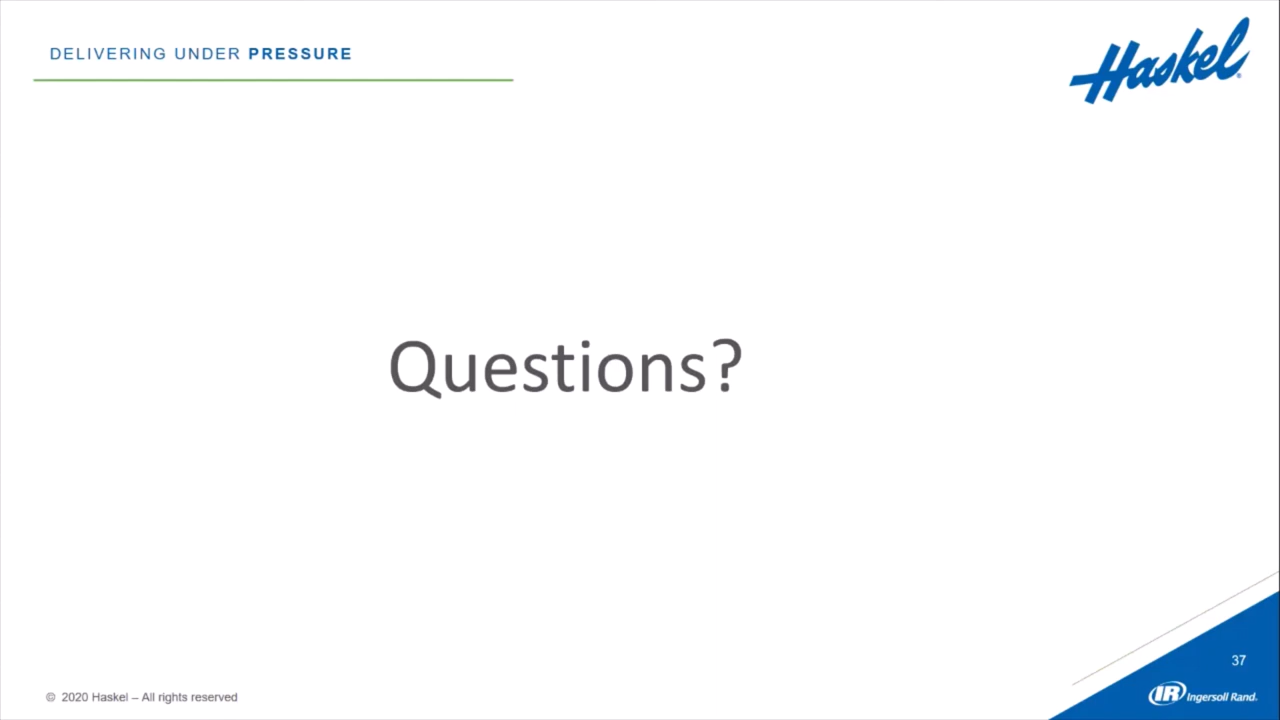 DELIVERING UNDER PRESSURE
Haskel®
Questions?
37
© 2020 Haskel – All rights reserved
IR Ingersoll Rand.